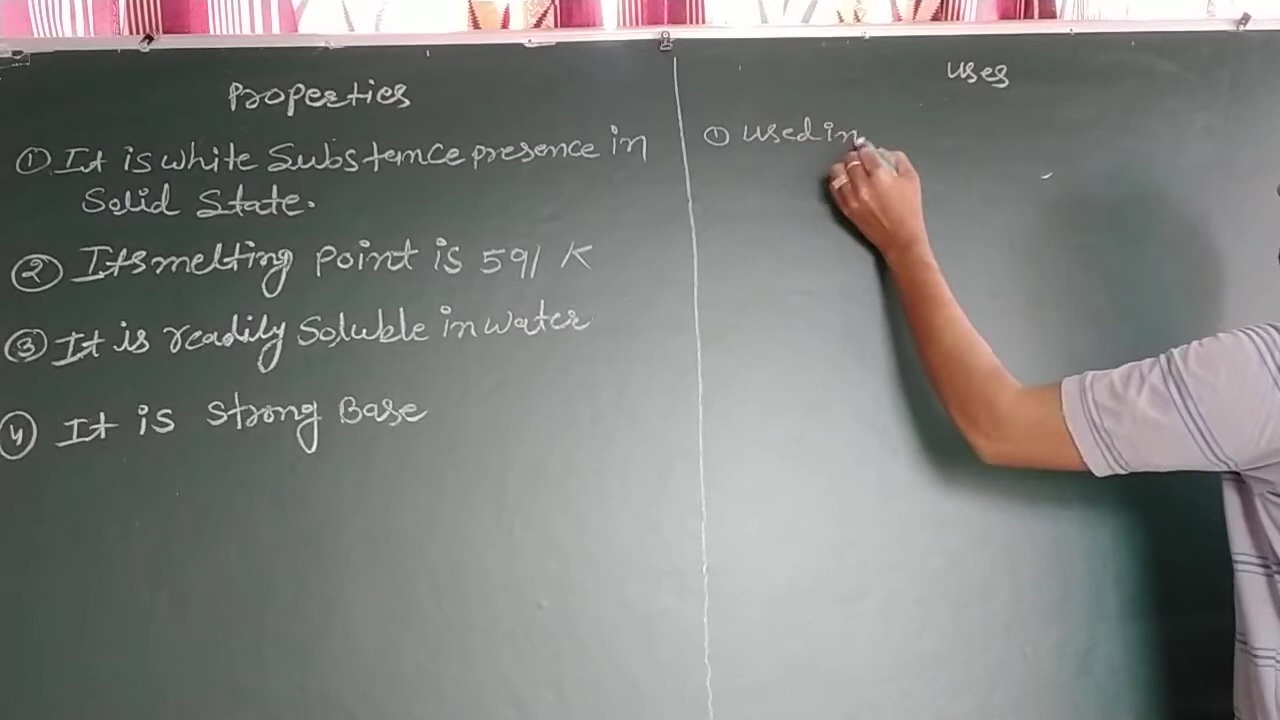 Properties
① It is white Substence presence in
Solid State.
② Its melting point is 591 K
③ It is readily Soluble in water
④ It is Strong Base
Uses
① Used in